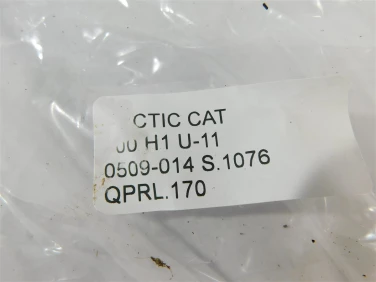 CTIC CAT
00 H1 U-11
0509-014 S.1076
QPRL.170